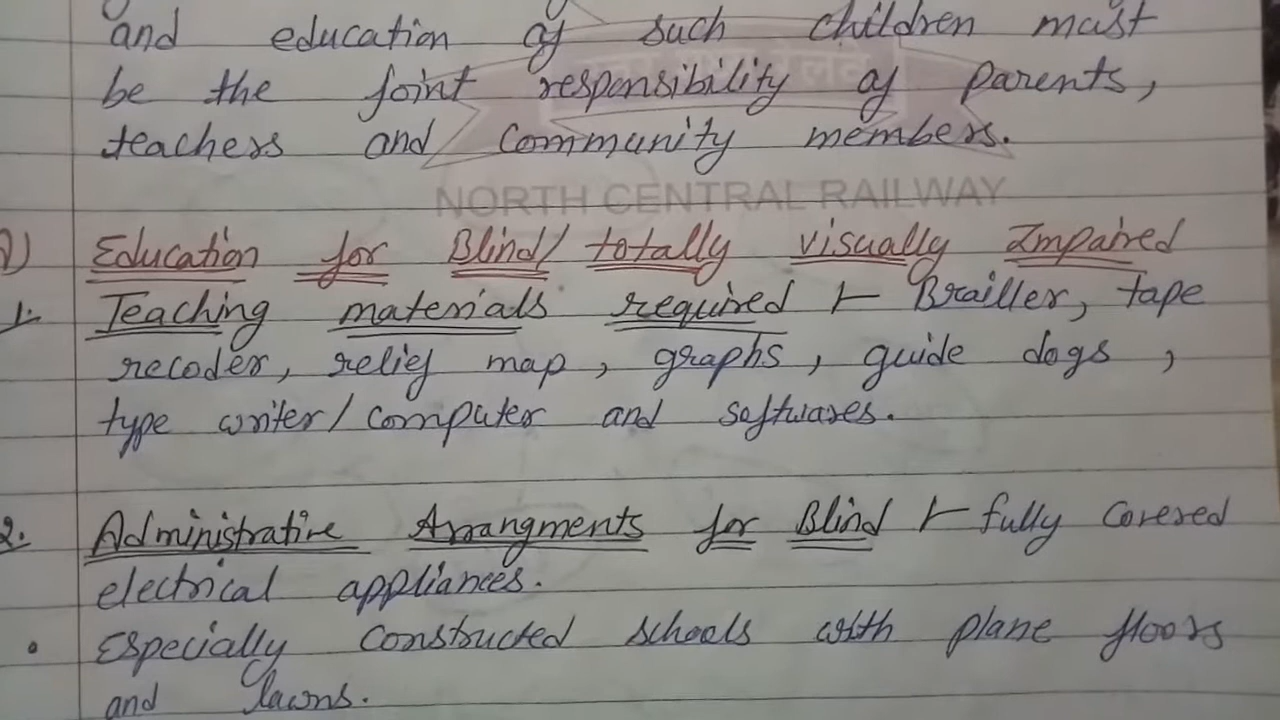 and education of such children must
be the joint responsibility of parents,
teachers and community members.
NORTH CENTRAL RAILWAY
Education for Blind/ totally visually Impaired
1. Teaching materials required :- Brailler, tape
recoder, relief map, graphs, guide dogs,
type writer/computer and softwares.
2. Administrative Arrangments for Blind :- fully covered
electrical appliances.
• Especially constructed schools with plane floors
and lawns.